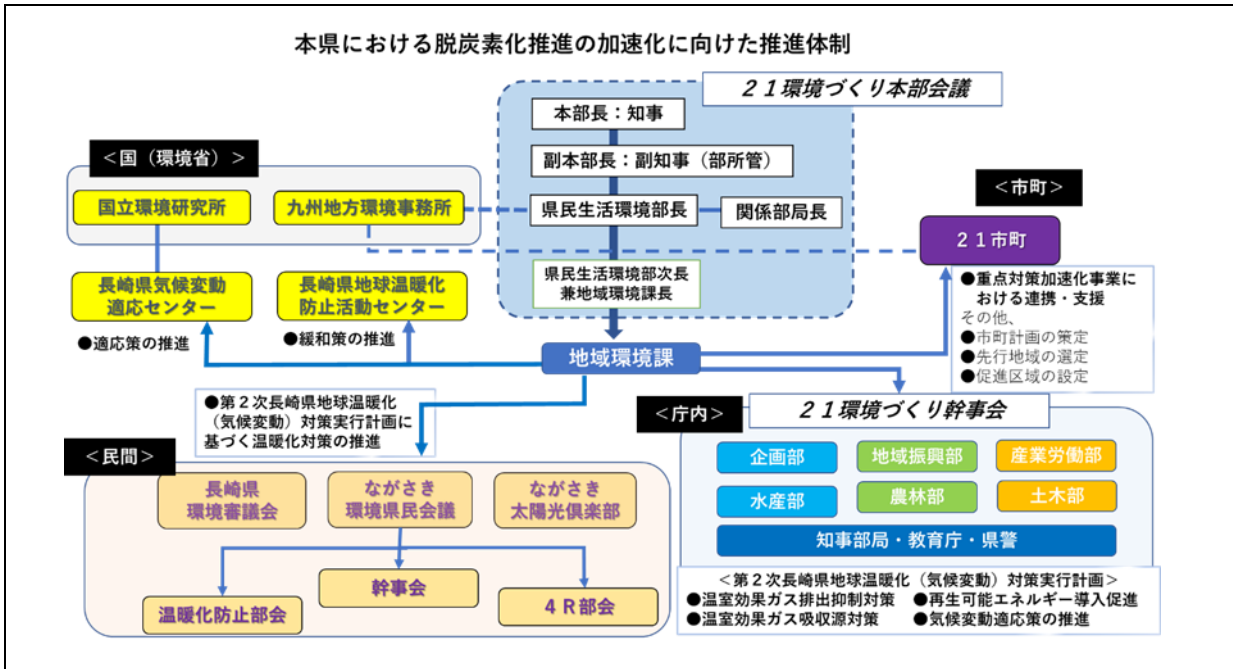 本県における脱炭素化推進の加速化に向けた推進体制
２１環境づくり本部会議
本部長：知事
副本部長：副知事（部所管）
県民生活環境部長
関係部局長
県民生活環境部次長
兼地域環境課長
＜国（環境省）＞
国立環境研究所
九州地方環境事務所
長崎県気候変動
適応センター
長崎県地球温暖化
防止活動センター
●適応策の推進
●緩和策の推進
地域環境課
＜市町＞
２１市町
●重点対策加速化事業に
おける連携・支援
その他、
●市町計画の策定
●先行地域の選定
●促進区域の設定
●第２次長崎県地球温暖化
（気候変動）対策実行計画に
基づく温暖化対策の推進
＜民間＞
長崎県
環境審議会
ながさき
環境県民会議
ながさき
太陽光倶楽部
温暖化防止部会
幹事会
４Ｒ部会
＜庁内＞
２１環境づくり幹事会
企画部
地域振興部
産業労働部
水産部
農林部
土木部
知事部局・教育庁・県警
＜第２次長崎県地球温暖化（気候変動）対策実行計画＞
●温室効果ガス排出抑制対策　●再生可能エネルギー導入促進
●温室効果ガス吸収源対策　●気候変動適応策の推進